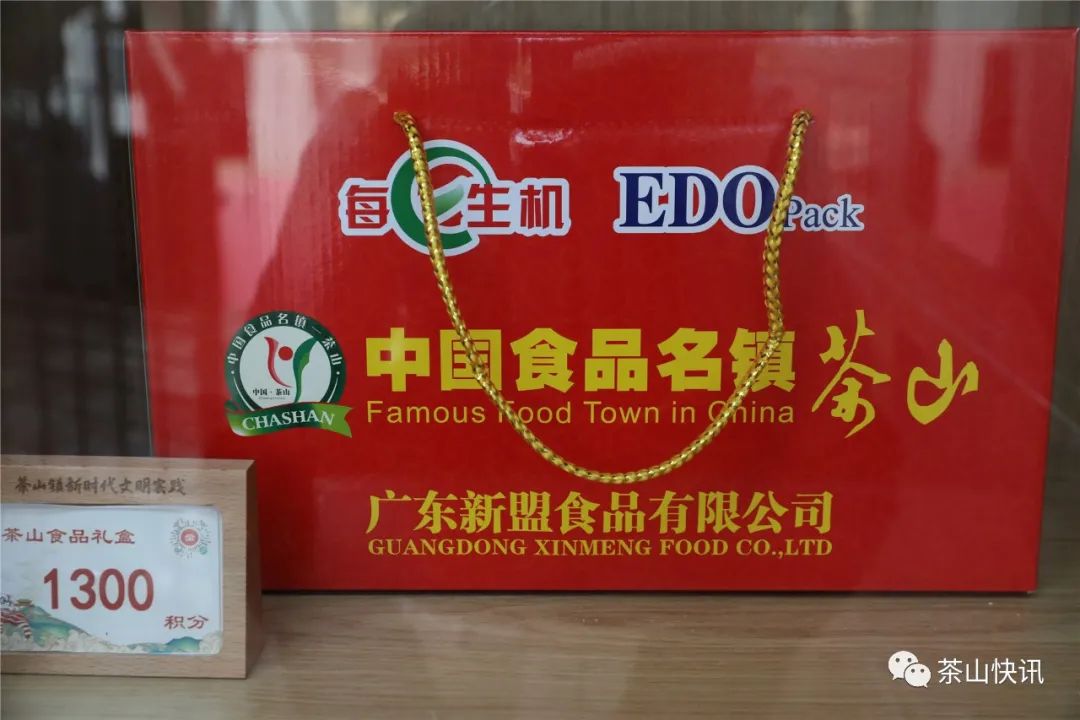 每e生机
EDO Pack
中国食品名镇—茶山
中国·茶山
CHASHAN
中国食品名镇 茶山
Famous Food Town in China
广东新盟食品有限公司
GUANGDONG XINMENG FOOD CO.,LTD
茶山镇新时代文明实践
茶山食品礼盒
1300
积分
茶山快讯